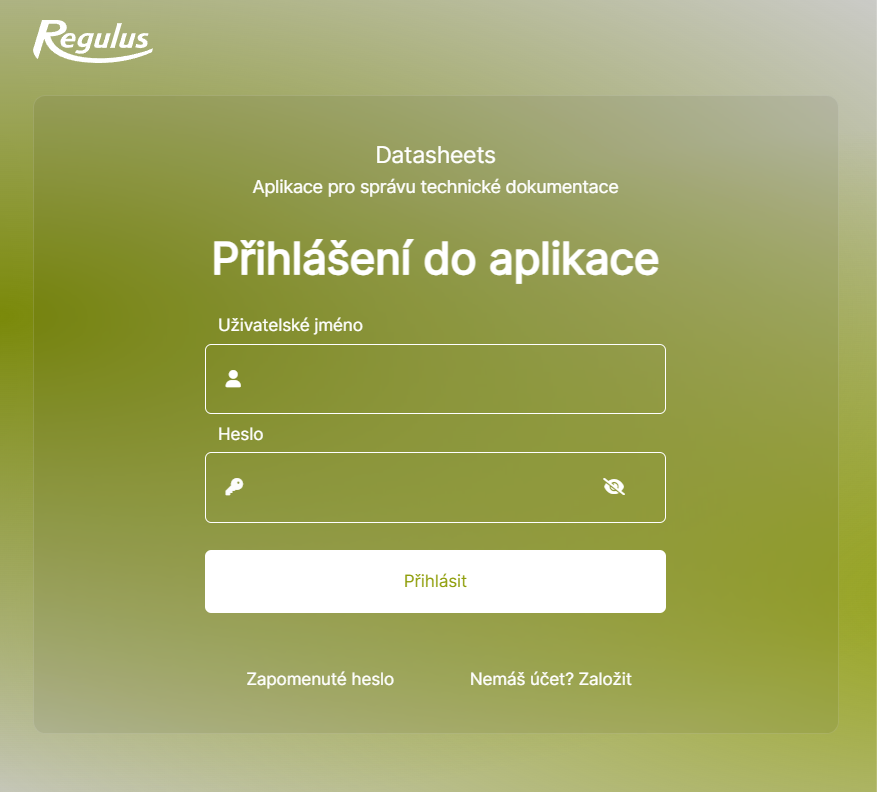 Regulus
Datasheets
Aplikace pro správu technické dokumentace
Přihlášení do aplikace
Uživatelské jméno
Heslo
Přihlásit
Zapomenuté heslo
Nemáš účet? Založit